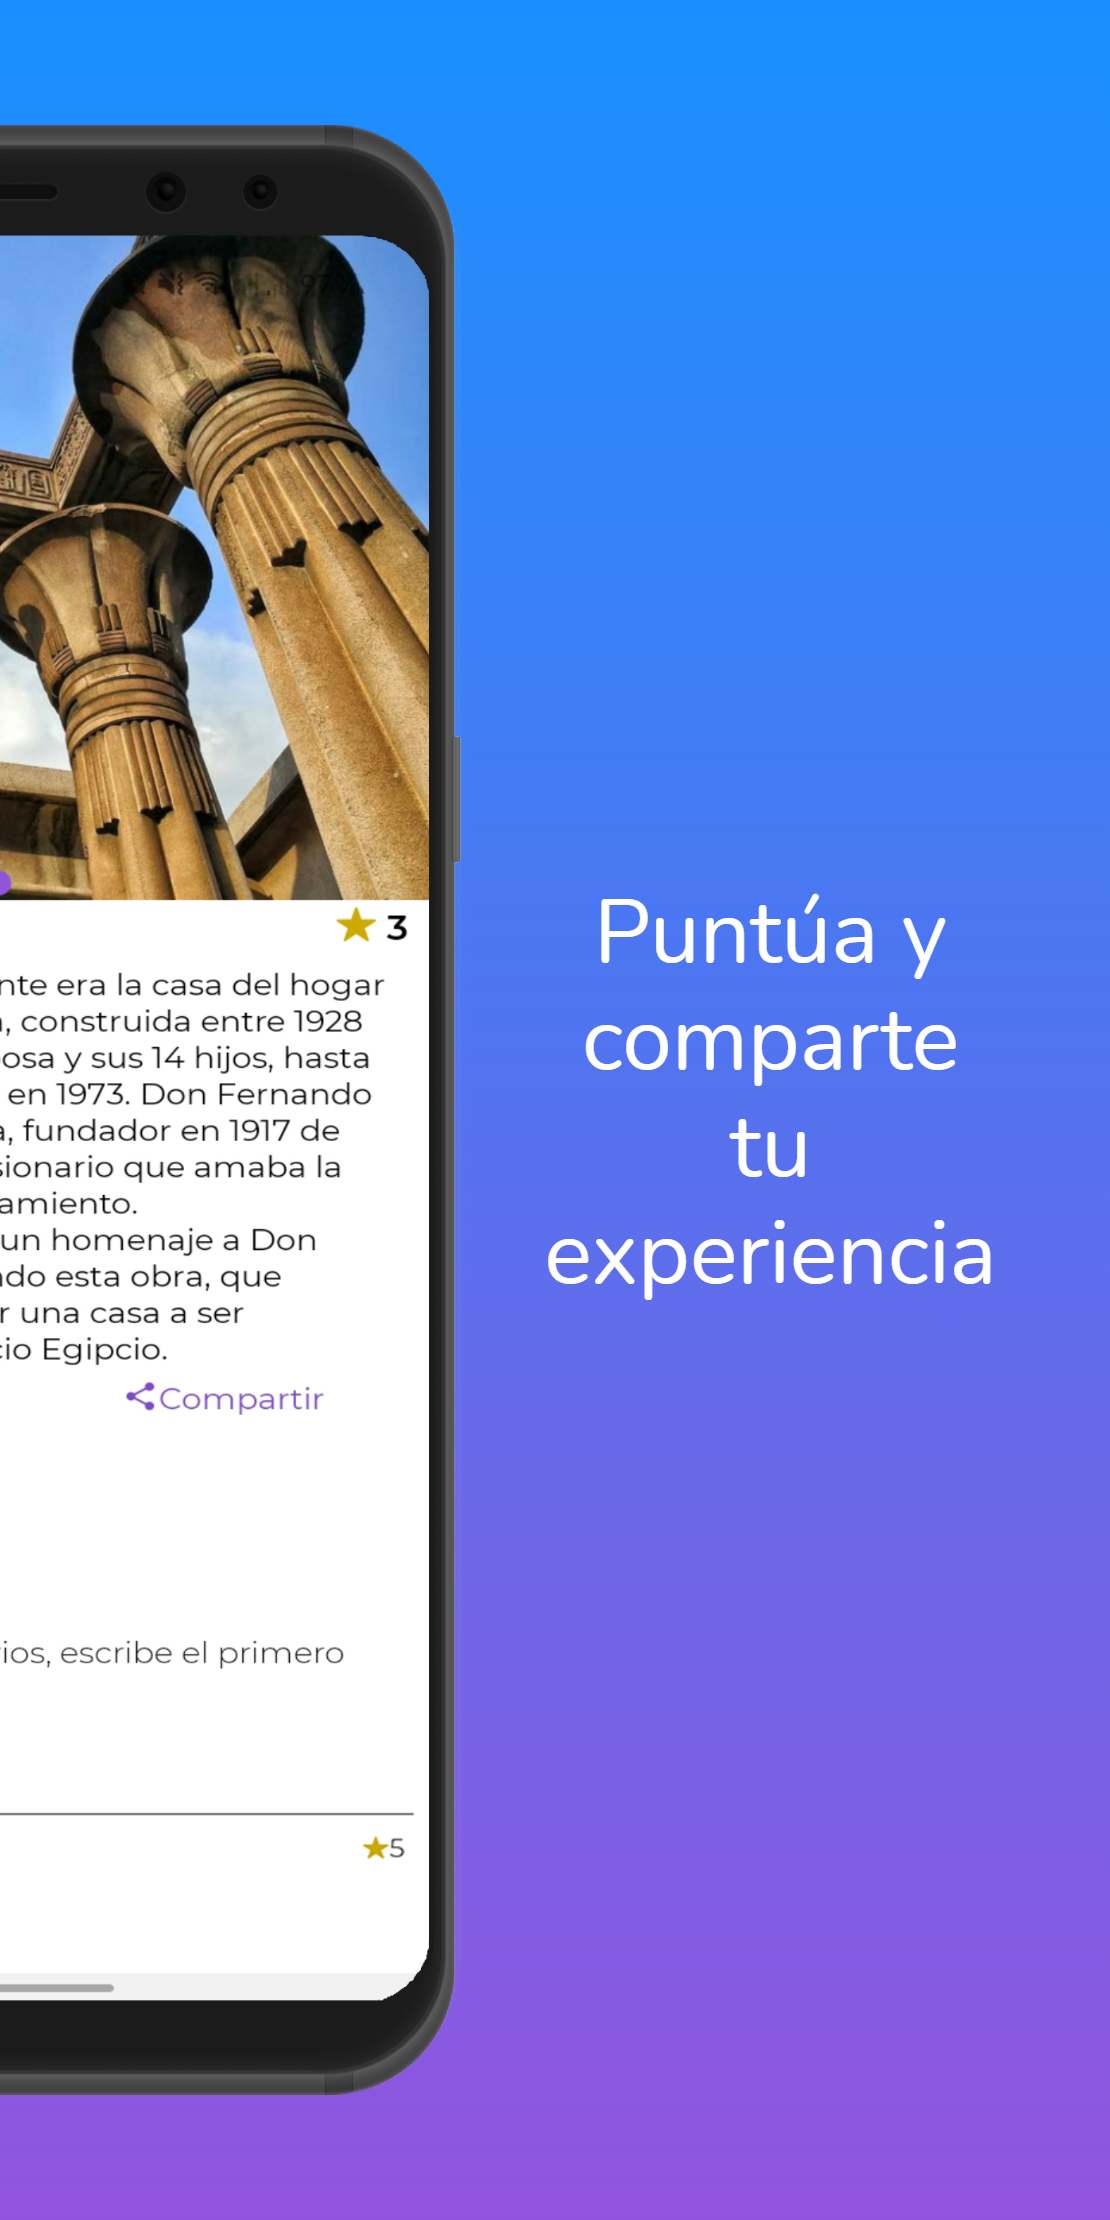 3
nte era la casa del hogar
, construida entre 1928
osa y sus 14 hijos, hasta
en 1973. Don Fernando
a, fundador en 1917 de
sionario que amaba la
amiento.
un homenaje a Don
ndo esta obra, que
r una casa a ser
cio Egipcio.
Compartir
ios, escribe el primero
5
Puntúa y
comparte
tu
experiencia